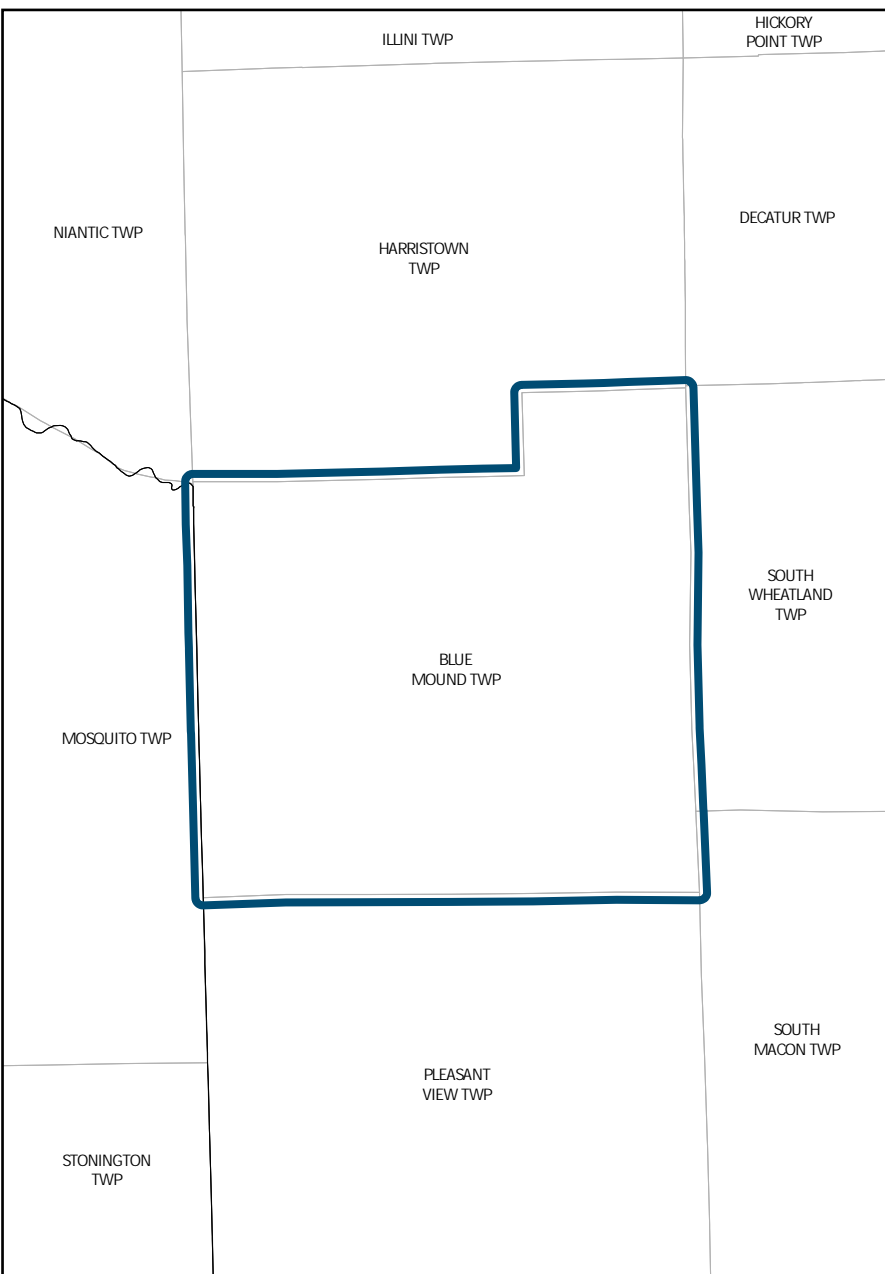 ILLINI TWP
HICKORY
POINT TWP
NIANTIC TWP
HARRISTOWN
TWP
DECATUR TWP
SOUTH
WHEATLAND
TWP
BLUE
MOUND TWP
MOSQUITO TWP
SOUTH
MACON TWP
PLEASANT
VIEW TWP
STONINGTON
TWP